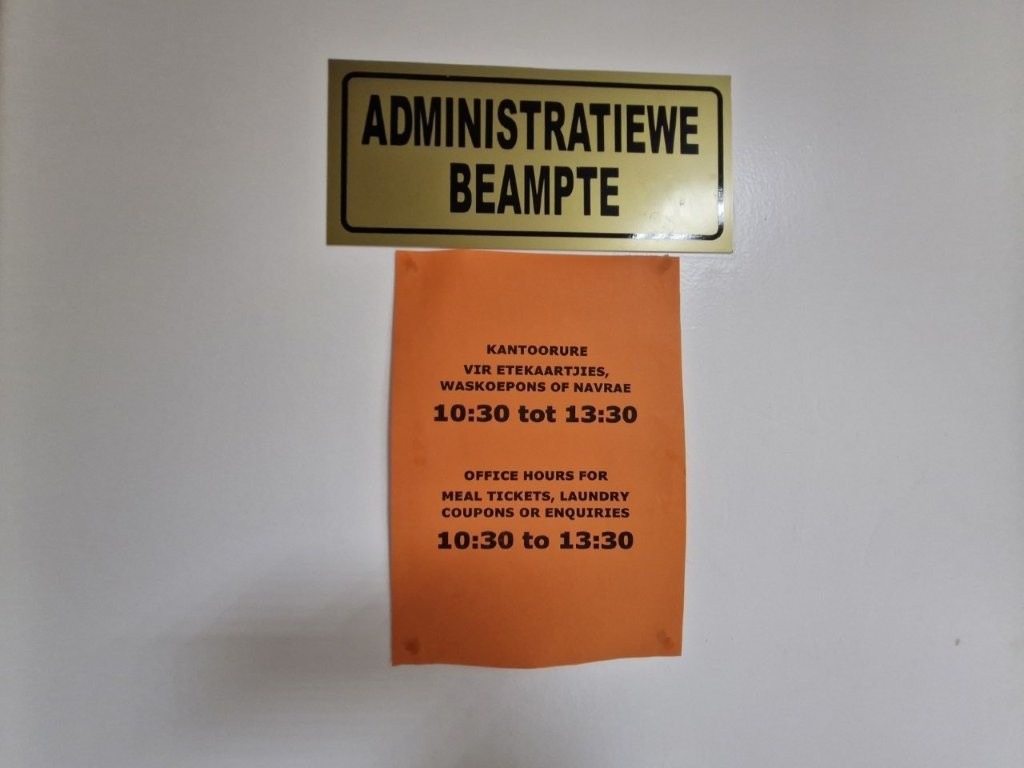 ADMINISTRATIEWE
BEAMPTE
KANTOORURE
VIR ETEKAARTJIES,
WASKOEPONS OF NAVRAE
10:30 tot 13:30
OFFICE HOURS FOR
MEAL TICKETS, LAUNDRY
COUPONS OR ENQUIRIES
10:30 to 13:30